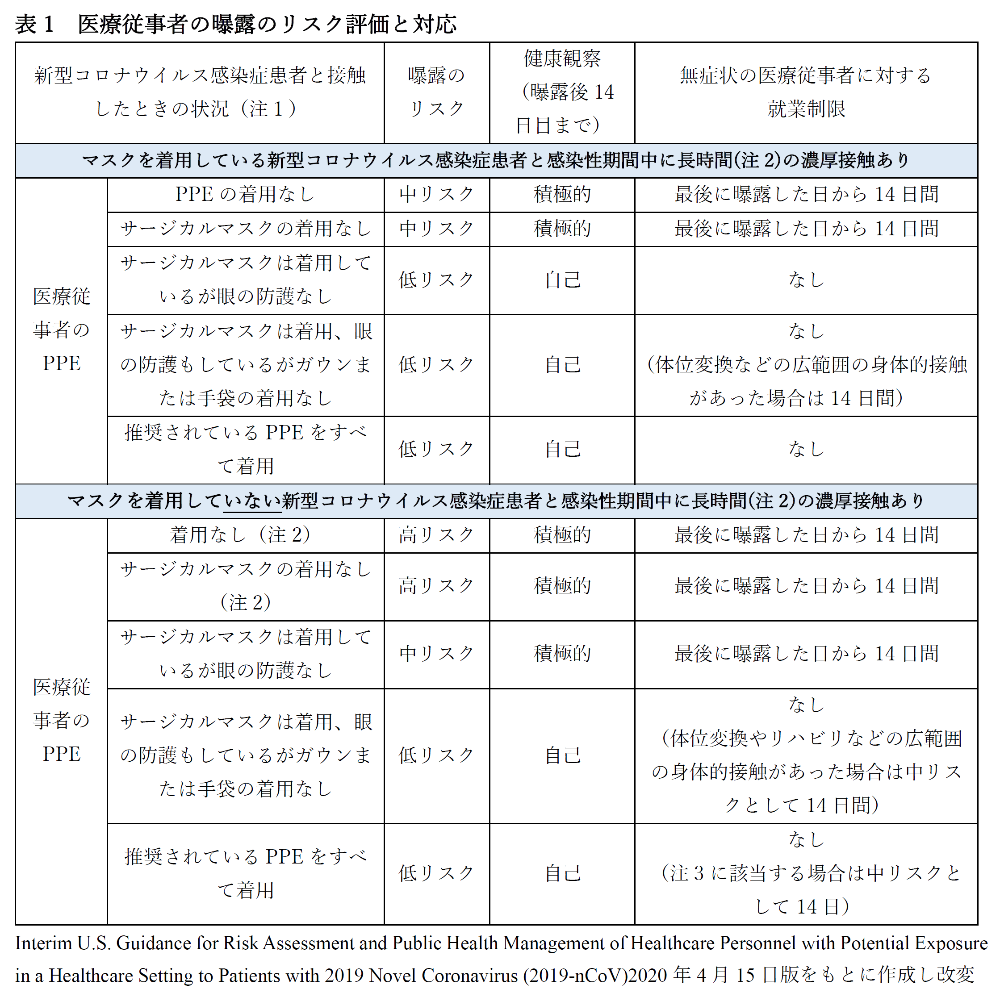 表 1　医療従事者の曝露のリスク評価と対応
新型コロナウイルス感染症患者と接触
したときの状況（注 1 ）
曝露の
リスク
健康観察
（曝露後 14
日目まで）
無症状の医療従事者に対する
就業制限
マスクを着用している新型コロナウイルス感染症患者と感染性期間中に長時間(注 2)の濃厚接触あり
医療従
事者の
PPE
PPE の着用なし
中リスク
積極的
最後に曝露した日から 14 日間
サージカルマスクの着用なし
中リスク
積極的
最後に曝露した日から 14 日間
サージカルマスクは着用して
いるが眼の防護なし
低リスク
自己
なし
サージカルマスクは着用、眼
の防護もしているがガウンま
たは手袋の着用なし
低リスク
自己
なし
（体位変換などの広範囲の身体的接触
があった場合は 14 日間）
推奨されている PPE をすべ
て着用
低リスク
自己
なし
マスクを着用していない新型コロナウイルス感染症患者と感染性期間中に長時間(注 2)の濃厚接触あり
医療従
事者の
PPE
着用なし（注 2）
高リスク
積極的
最後に曝露した日から 14 日間
サージカルマスクの着用なし
（注 2）
高リスク
積極的
最後に曝露した日から 14 日間
サージカルマスクは着用して
いるが眼の防護なし
中リスク
積極的
最後に曝露した日から 14 日間
サージカルマスクは着用、眼
の防護もしているがガウンま
たは手袋の着用なし
低リスク
自己
なし
（体位変換やリハビリなどの広範囲
の身体的接触があった場合は中リス
クとして 14 日間）
推奨されている PPE をすべ
て着用
低リスク
自己
なし
（注 3 に該当する場合は中リスクと
して 14 日）
Interim U.S. Guidance for Risk Assessment and Public Health Management of Healthcare Personnel with Potential Exposure
in a Healthcare Setting to Patients with 2019 Novel Coronavirus (2019-nCoV)2020 年 4 月 15 日版をもとに作成し改変